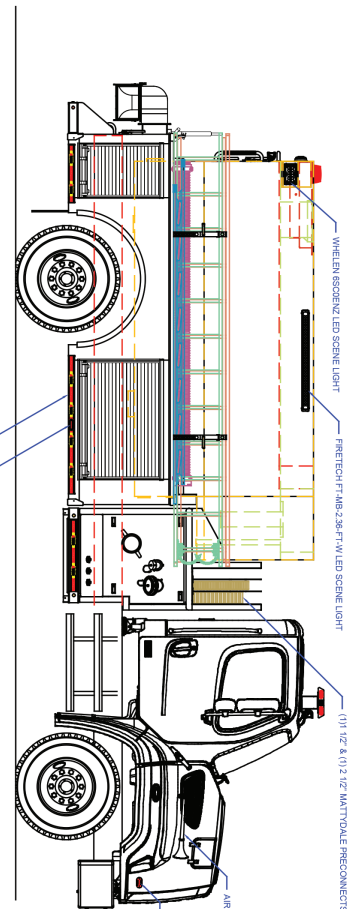 WHELEN 6SC0ENZ LED SCENE LIGHT
FIRETECH FT-MB-2.36-FT-W LED SCENE LIGHT
(1)1 1/2" & (1) 2 1/2" MATTYDALE PRECONNECTS
AIR